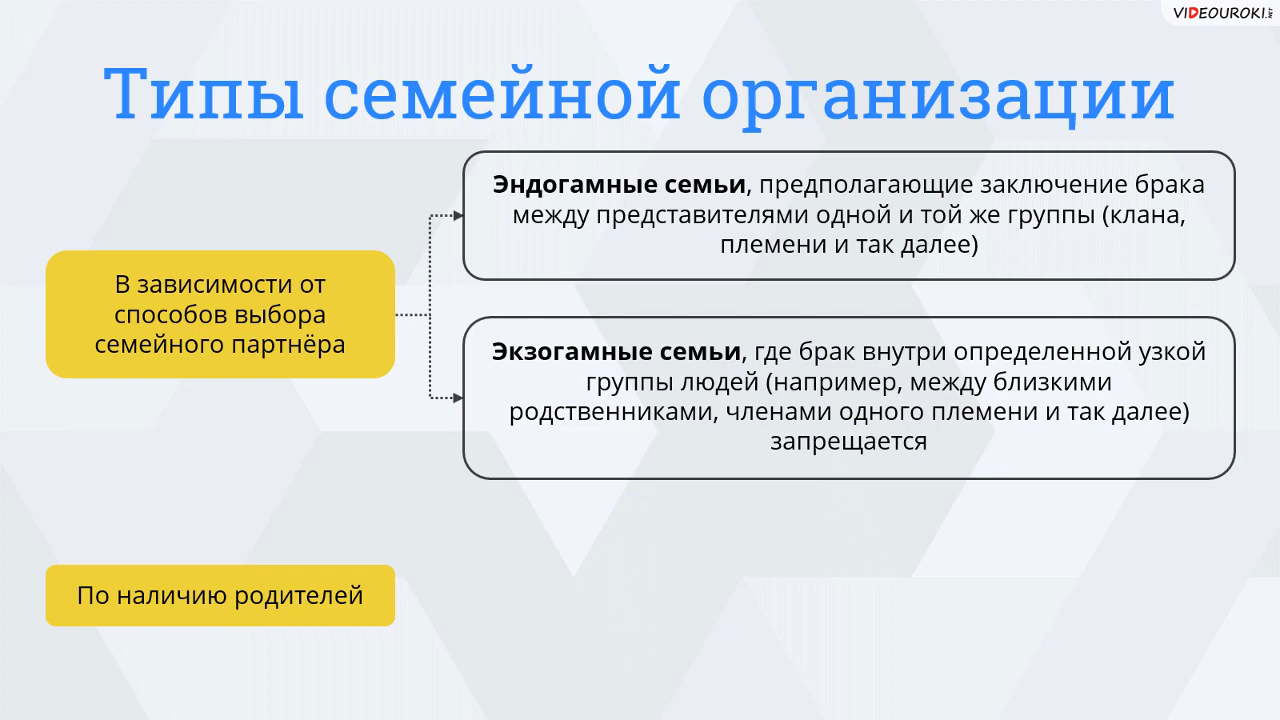 VIDEOUROKI.NET
Типы семейной организации
Эндогамные семьи, предполагающие заключение брака
между представителями одной и той же группы (клана,
племени и так далее)
В зависимости от
способов выбора
семейного партнёра
Экзогамные семьи, где брак внутри определенной узкой
группы людей (например, между близкими
родственниками, членами одного племени и так далее)
запрещается
По наличию родителей